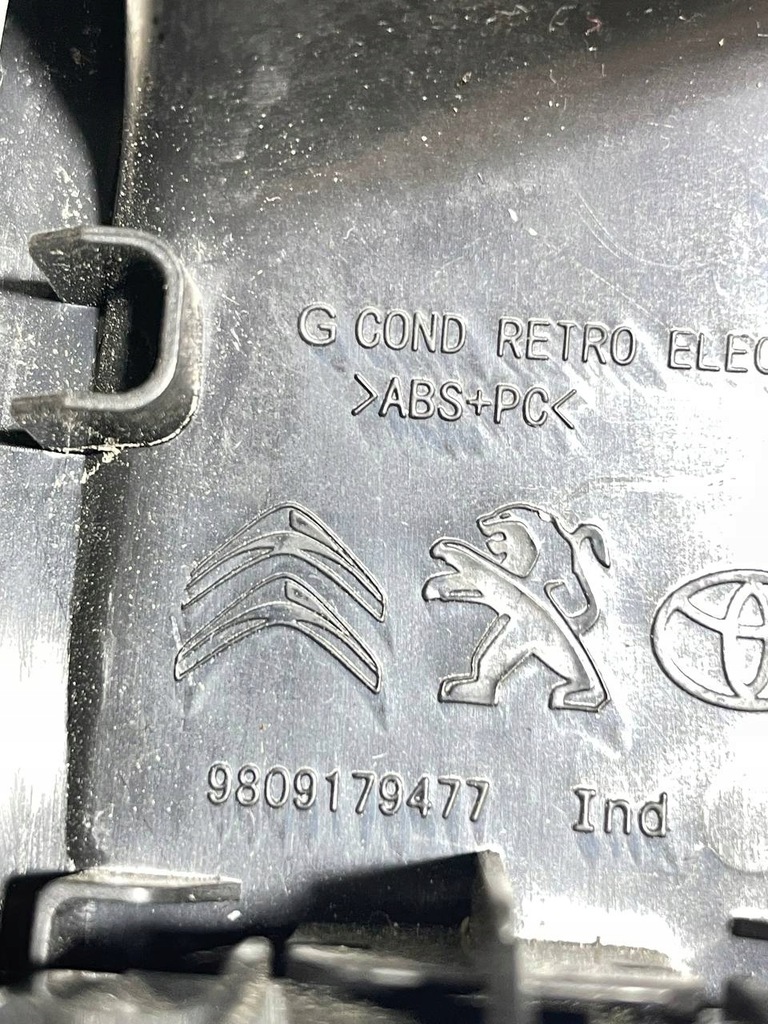 G COND RETRO ELEC
>ABS+PC<
9809179477 Ind